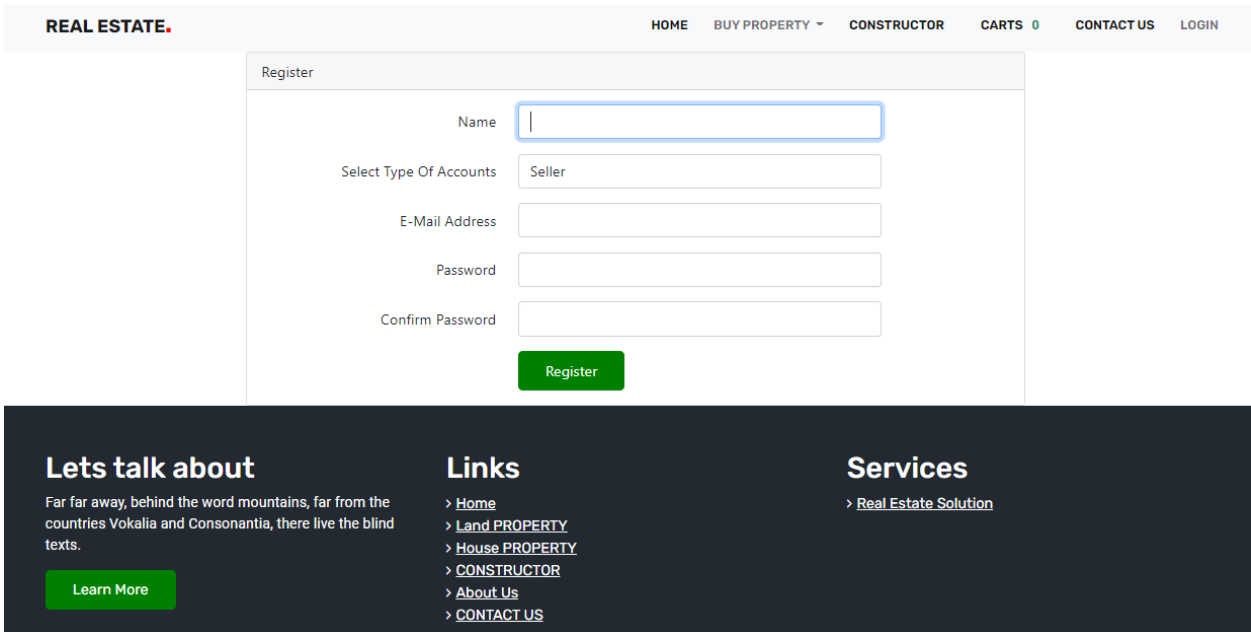 REAL ESTATE. HOME BUY PROPERTY CONSTRUCTOR CARTS 0 CONTACT US LOGIN
Register
Name
Select Type Of Accounts Seller
E-Mail Address
Password
Confirm Password
Register
Lets talk about
Far far away, behind the word mountains, far from the
countries Vokalia and Consonantia, there live the blind
texts.
Learn More
Links
> Home
> Land PROPERTY
> House PROPERTY
> CONSTRUCTOR
> About Us
> CONTACT US
Services
> Real Estate Solution